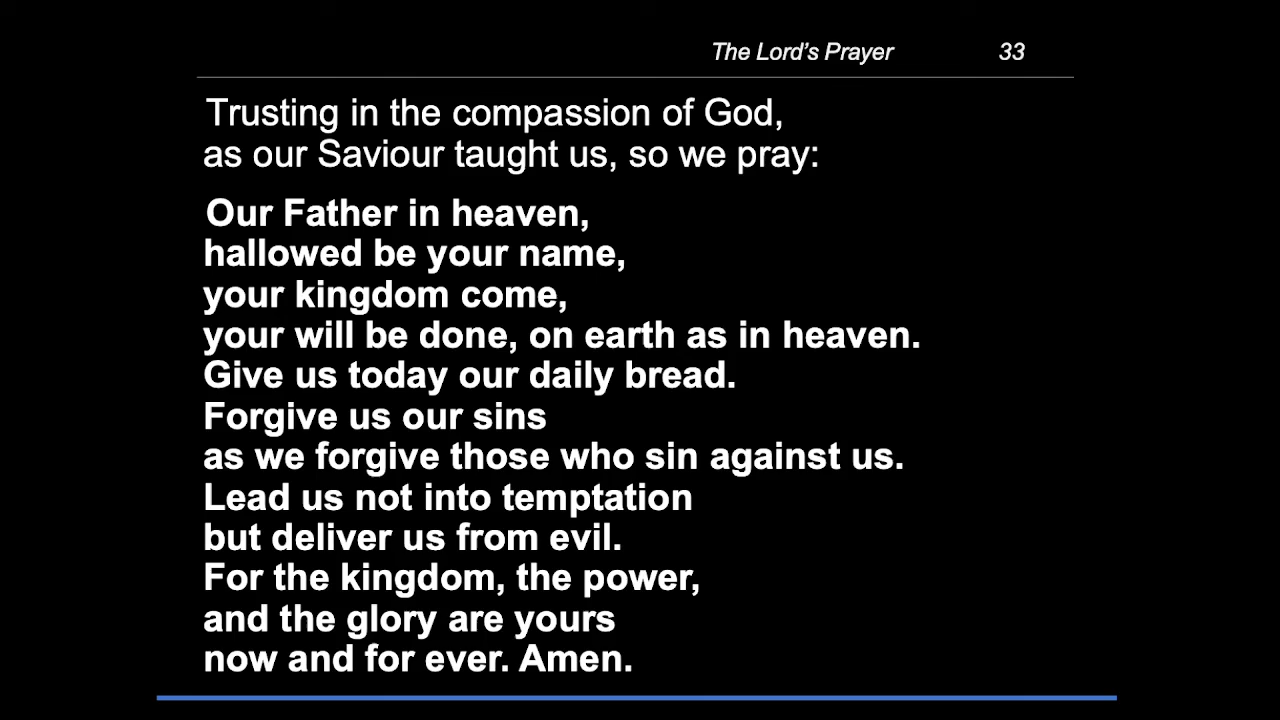 The Lord's Prayer 33
Trusting in the compassion of God,
as our Saviour taught us, so we pray:
Our Father in heaven,
hallowed be your name,
your kingdom come,
your will be done, on earth as in heaven.
Give us today our daily bread.
Forgive us our sins
as we forgive those who sin against us.
Lead us not into temptation
but deliver us from evil.
For the kingdom, the power,
and the glory are yours
now and for ever. Amen.